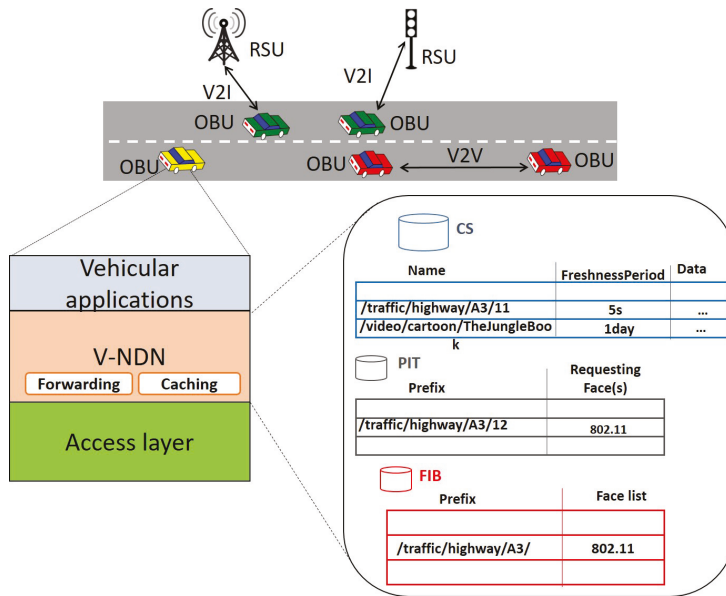 RSU
RSU
V2I
V2I
OBU
OBU
OBU
OBU
V2V
OBU
CS
Name
FreshnessPeriod
Data
/traffic/highway/A3/11
5s
...
/video/cartoon/TheJungleBoo
k
1day
...
Vehicular
applications
V-NDN
Forwarding
Caching
Access layer
PIT
Prefix
Requesting
Face(s)
/traffic/highway/A3/12
802.11
FIB
Prefix
Face list
/traffic/highway/A3/
802.11